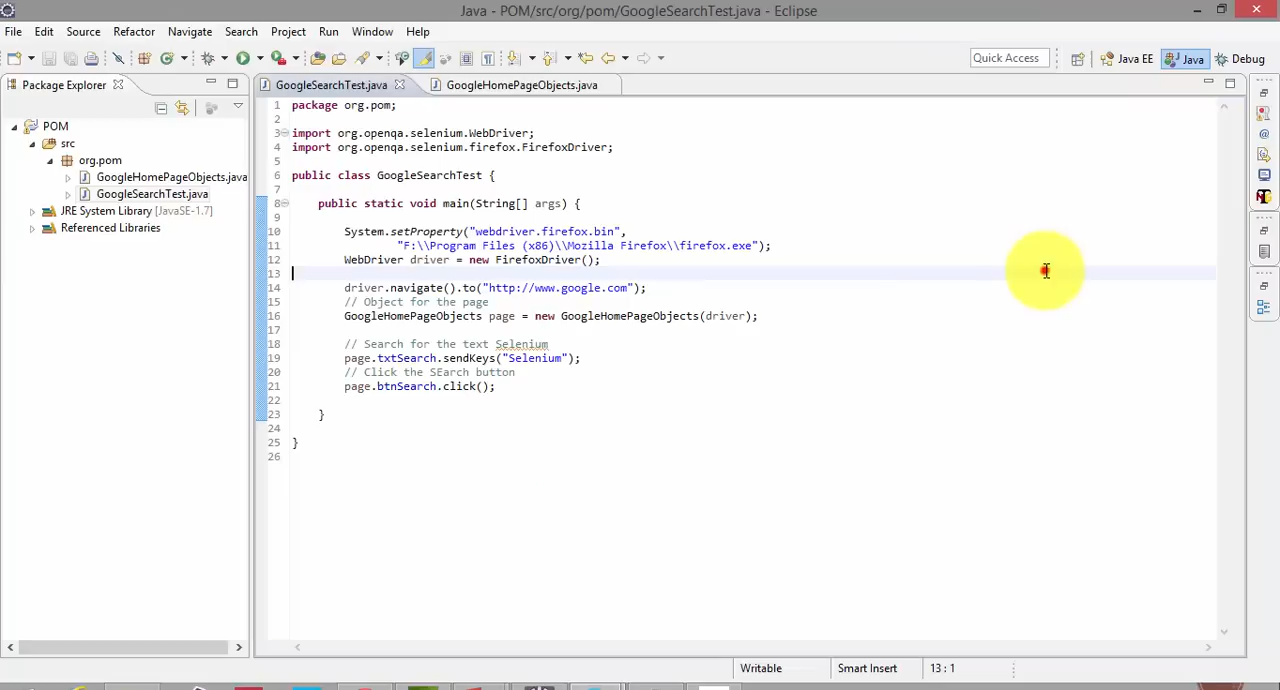 Java - POM/src/org/pom/GoogleSearchTest.java - Eclipse
File Edit Source Refactor Navigate Search Project Run Window Help
Quick Access Java EE Java Debug
Package Explorer GoogleSearchTest.java GoogleHomePageObjects.java
POM
src
org.pom
GoogleHomePageObjects.java
GoogleSearchTest.java
JRE System Library [JavaSE-1.7]
Referenced Libraries
1 package org.pom;
2
3 import org.openqa.selenium.WebDriver;
4 import org.openqa.selenium.firefox.FirefoxDriver;
5
6 public class GoogleSearchTest {
7
8 public static void main(String[] args) {
9
10 System.setProperty("webdriver.firefox.bin",
11 "F:\\Program Files (x86)\\Mozilla Firefox\\firefox.exe");
12 WebDriver driver = new FirefoxDriver();
13
14 driver.navigate().to("http://www.google.com");
15 // Object for the page
16 GoogleHomePageObjects page = new GoogleHomePageObjects(driver);
17
18 // Search for the text Selenium
19 page.txtSearch.sendKeys("Selenium");
20 // Click the SEarch button
21 page.btnSearch.click();
22
23 }
24
25 }
26
Writable Smart Insert 13 : 1